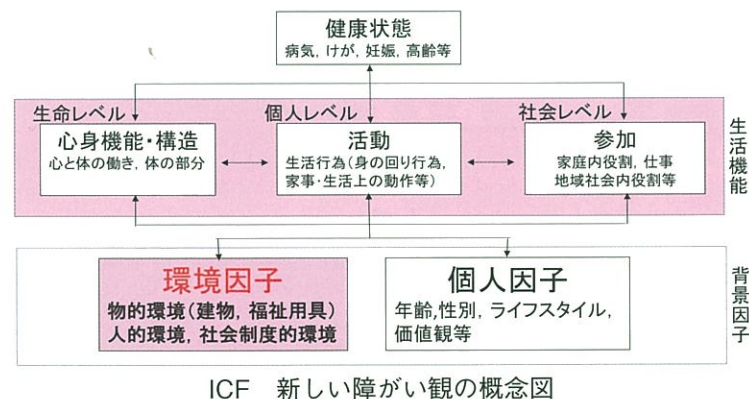 健康状態
病気, けが, 妊娠, 高齢等
生命レベル
個人レベル
社会レベル
心身機能・構造
心と体の働き, 体の部分
活動
生活行為(身の回り行為,
家事・生活上の動作等)
参加
家庭内役割, 仕事
地域社会内役割等
生活機能
環境因子
物的環境(建物, 福祉用具)
人的環境, 社会制度的環境
個人因子
年齢,性別, ライフスタイル,
価値観等
背景因子
ICF 新しい障がい観の概念図